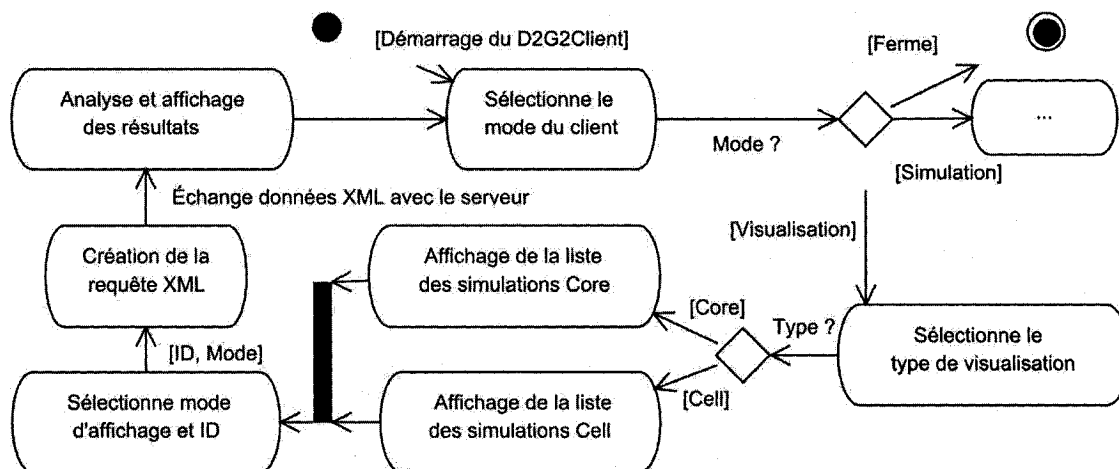 [Démarrage du D2G2Client]
[Ferme]
Analyse et affichage
des résultats
Sélectionne le
mode du client
Mode ?
...
[Simulation]
Échange données XML avec le serveur
[Visualisation]
Création de la
requête XML
Affichage de la liste
des simulations Core
[Core]
Type ?
Sélectionne le
type de visualisation
[ID, Mode]
[Cell]
Sélectionne mode
d'affichage et ID
Affichage de la liste
des simulations Cell